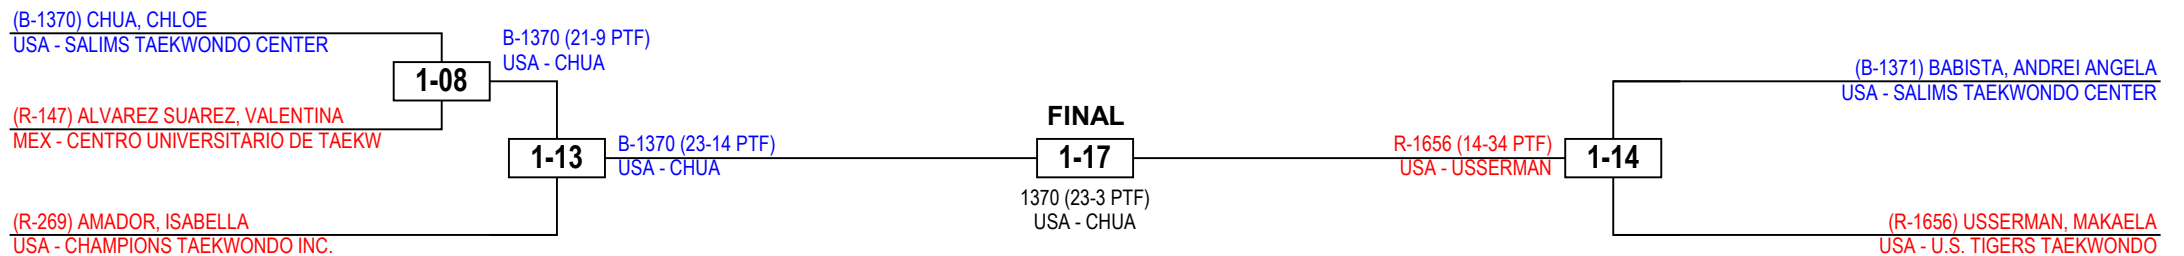 (B-1370) CHUA, CHLOE
USA - SALIMS TAEKWONDO CENTER
B-1370 (21-9 PTF)
USA - CHUA
1-08
(R-147) ALVAREZ SUAREZ, VALENTINA
MEX - CENTRO UNIVERSITARIO DE TAEKW
B-1370 (23-14 PTF)
USA - CHUA
1-13
(R-269) AMADOR, ISABELLA
USA - CHAMPIONS TAEKWONDO INC.
FINAL
1-17
1370 (23-3 PTF)
USA - CHUA
R-1656 (14-34 PTF)
USA - USSERMAN
1-14
(B-1371) BABISTA, ANDREI ANGELA
USA - SALIMS TAEKWONDO CENTER
(R-1656) USSERMAN, MAKAELA
USA - U.S. TIGERS TAEKWONDO